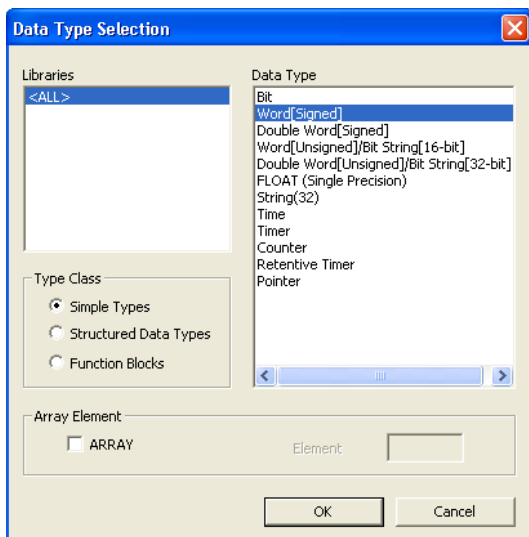 Data Type Selection
Libraries
<ALL>
Data Type
Bit
Word[Signed]
Double Word[Signed]
Word[Unsigned]/Bit String[16-bit]
Double Word[Unsigned]/Bit String[32-bit]
FLOAT (Single Precision)
String(32)
Time
Timer
Counter
Retentive Timer
Pointer
Type Class
Simple Types
Structured Data Types
Function Blocks
Array Element
ARRAY
Element
OK
Cancel